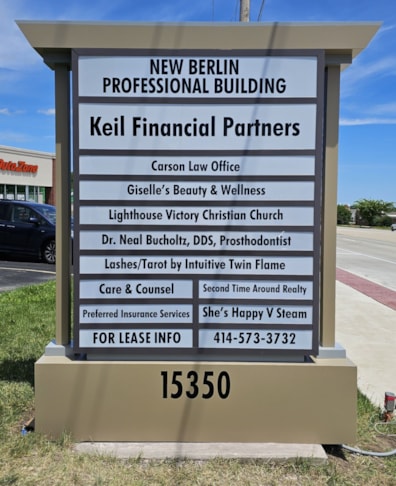 NEW BERLIN
PROFESSIONAL BUILDING
Keil Financial Partners
Carson Law Office
Giselle's Beauty & Wellness
Lighthouse Victory Christian Church
Dr. Neal Bucholtz, DDS, Prosthodontist
Lashes/Tarot by Intuitive Twin Flame
Care & Counsel
Second Time Around Realty
Preferred Insurance Services
She's Happy V Steam
FOR LEASE INFO
414-573-3732
15350
AutoZone